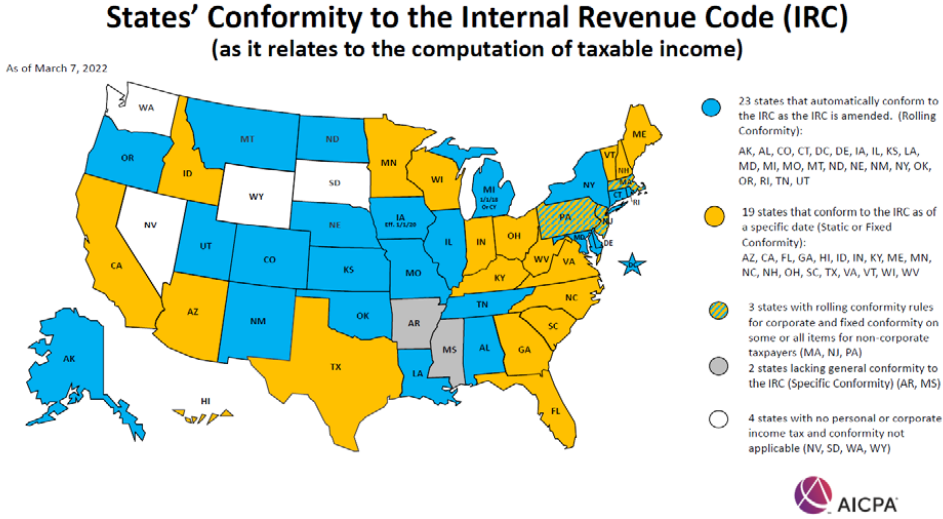 States' Conformity to the Internal Revenue Code (IRC)
(as it relates to the computation of taxable income)
As of March 7, 2022
WA
MT
ND
MN
ME
OR
ID
SD
WI
MI
1/1/18
Or CY
VT
NH
NY
MA
CT
RI
WY
NV
NE
IA
Eff. 1/1/20
PA
NJ
UT
CO
IL
IN
OH
MD
DE
DC
CA
KS
MO
WV
VA
KY
AZ
NM
OK
AR
TN
NC
SC
TX
LA
MS
AL
GA
FL
AK
HI
23 states that automatically conform to
the IRC as the IRC is amended. (Rolling
Conformity):
AK, AL, CO, CT, DC, DE, IA, IL, KS, LA,
MD, MI, MO, MT, ND, NE, NM, NY, OK,
OR, RI, TN, UT
19 states that conform to the IRC as of
a specific date (Static or Fixed
Conformity):
AZ, CA, FL, GA, HI, ID, IN, KY, ME, MN,
NC, NH, OH, SC, TX, VA, VT, WI, WV
3 states with rolling conformity rules
for corporate and fixed conformity on
some or all items for non-corporate
taxpayers (MA, NJ, PA)
2 states lacking general conformity to
the IRC (Specific Conformity) (AR, MS)
4 states with no personal or corporate
income tax and conformity not
applicable (NV, SD, WA, WY)
AICPA